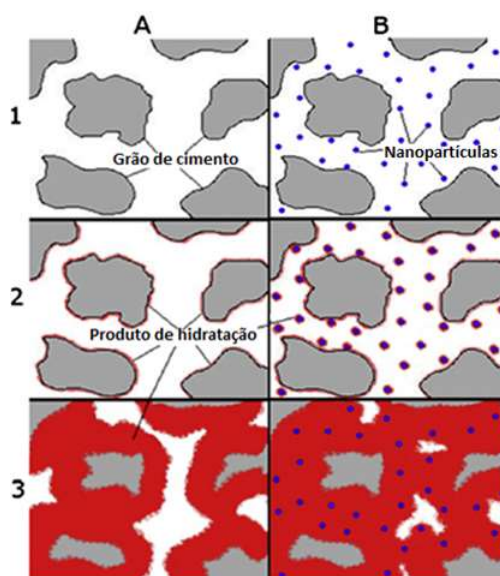 A
B
1
Grão de cimento
Nanopartículas
2
Produto de hidratação
3